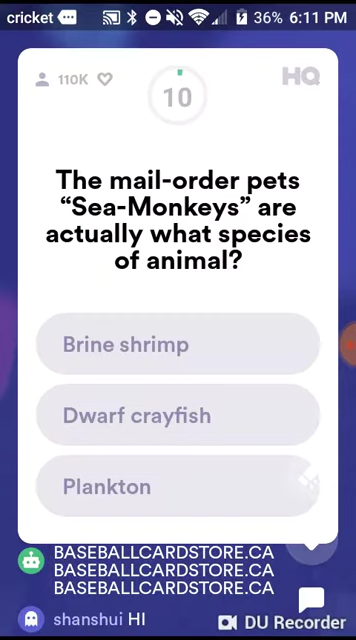 cricket 36% 6:11 PM
110K
10
HQ
The mail-order pets
“Sea-Monkeys” are
actually what species
of animal?
Brine shrimp
Dwarf crayfish
Plankton
BASEBALLCARDSTORE.CA
BASEBALLCARDSTORE.CA
BASEBALLCARDSTORE.CA
shanshui HI
DU Recorder